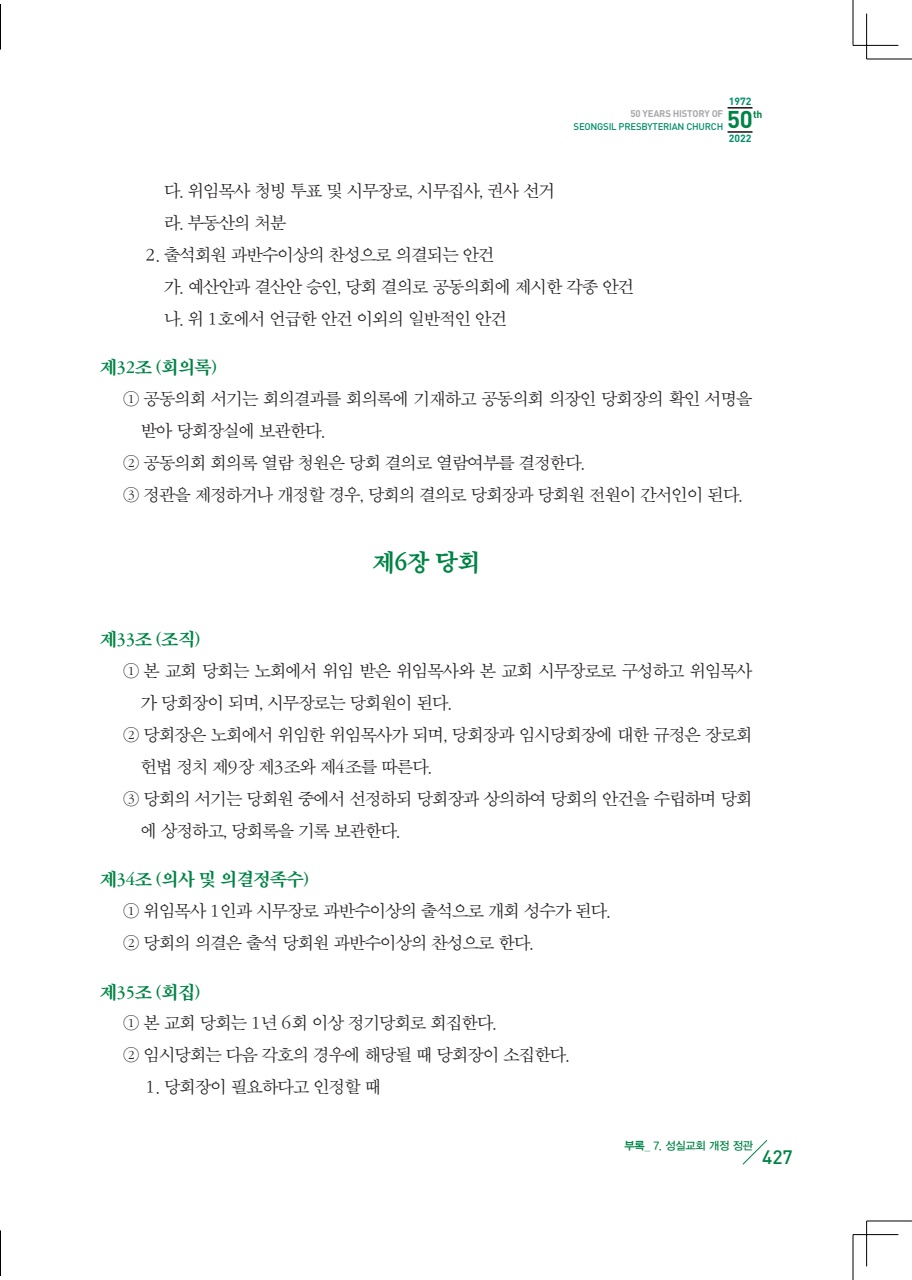 1972
50 YEARS HISTORY OF
SEONGSIL PRESBYTERIAN CHURCH
50th
2022
다. 위임목사 청빙 투표 및 시무장로, 시무집사, 권사 선거
라. 부동산의 처분
2. 출석회원 과반수이상의 찬성으로 의결되는 안건
가. 예산안과 결산안 승인, 당회 결의로 공동의회에 제시한 각종 안건
나. 위 1호에서 언급한 안건 이외의 일반적인 안건
제32조 (회의록)
① 공동의회 서기는 회의결과를 회의록에 기재하고 공동의회 의장인 당회장의 확인 서명을
받아 당회장실에 보관한다.
② 공동의회 회의록 열람 청원은 당회 결의로 열람여부를 결정한다.
③ 정관을 제정하거나 개정할 경우, 당회의 결의로 당회장과 당회원 전원이 간서인이 된다.
제6장 당회
제33조 (조직)
① 본 교회 당회는 노회에서 위임 받은 위임목사와 본 교회 시무장로로 구성하고 위임목사
가 당회장이 되며, 시무장로는 당회원이 된다.
② 당회장은 노회에서 위임한 위임목사가 되며, 당회장과 임시당회장에 대한 규정은 장로회
헌법 정치 제9장 제3조와 제4조를 따른다.
③ 당회의 서기는 당회원 중에서 선정하되 당회장과 상의하여 당회의 안건을 수립하며 당회
에 상정하고, 당회록을 기록 보관한다.
제34조 (의사 및 의결정족수)
① 위임목사 1인과 시무장로 과반수이상의 출석으로 개회 성수가 된다.
② 당회의 의결은 출석 당회원 과반수이상의 찬성으로 한다.
제35조 (회집)
① 본 교회 당회는 1년 6회 이상 정기당회로 회집한다.
② 임시당회는 다음 각호의 경우에 해당될 때 당회장이 소집한다.
1. 당회장이 필요하다고 인정할 때
부록_ 7. 성실교회 개정 정관
427